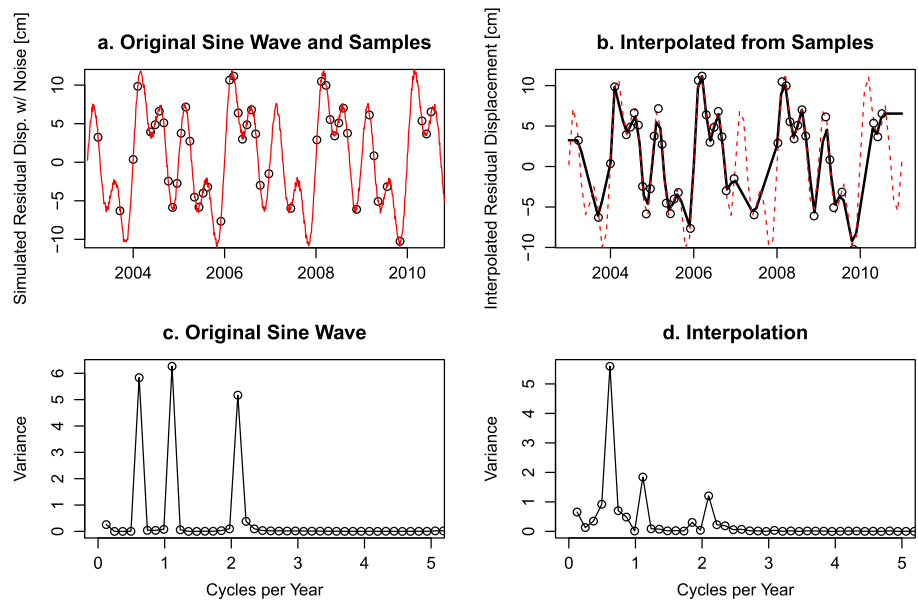 a. Original Sine Wave and Samples
Simulated Residual Disp. w/ Noise [cm]
10
5
0
−5
−10
2004 2006 2008 2010
b. Interpolated from Samples
Interpolated Residual Displacement [cm]
10
5
0
−5
−10
2004 2006 2008 2010
c. Original Sine Wave
Variance
6
5
4
3
2
1
0
0 1 2 3 4 5
Cycles per Year
d. Interpolation
Variance
5
4
3
2
1
0
0 1 2 3 4 5
Cycles per Year